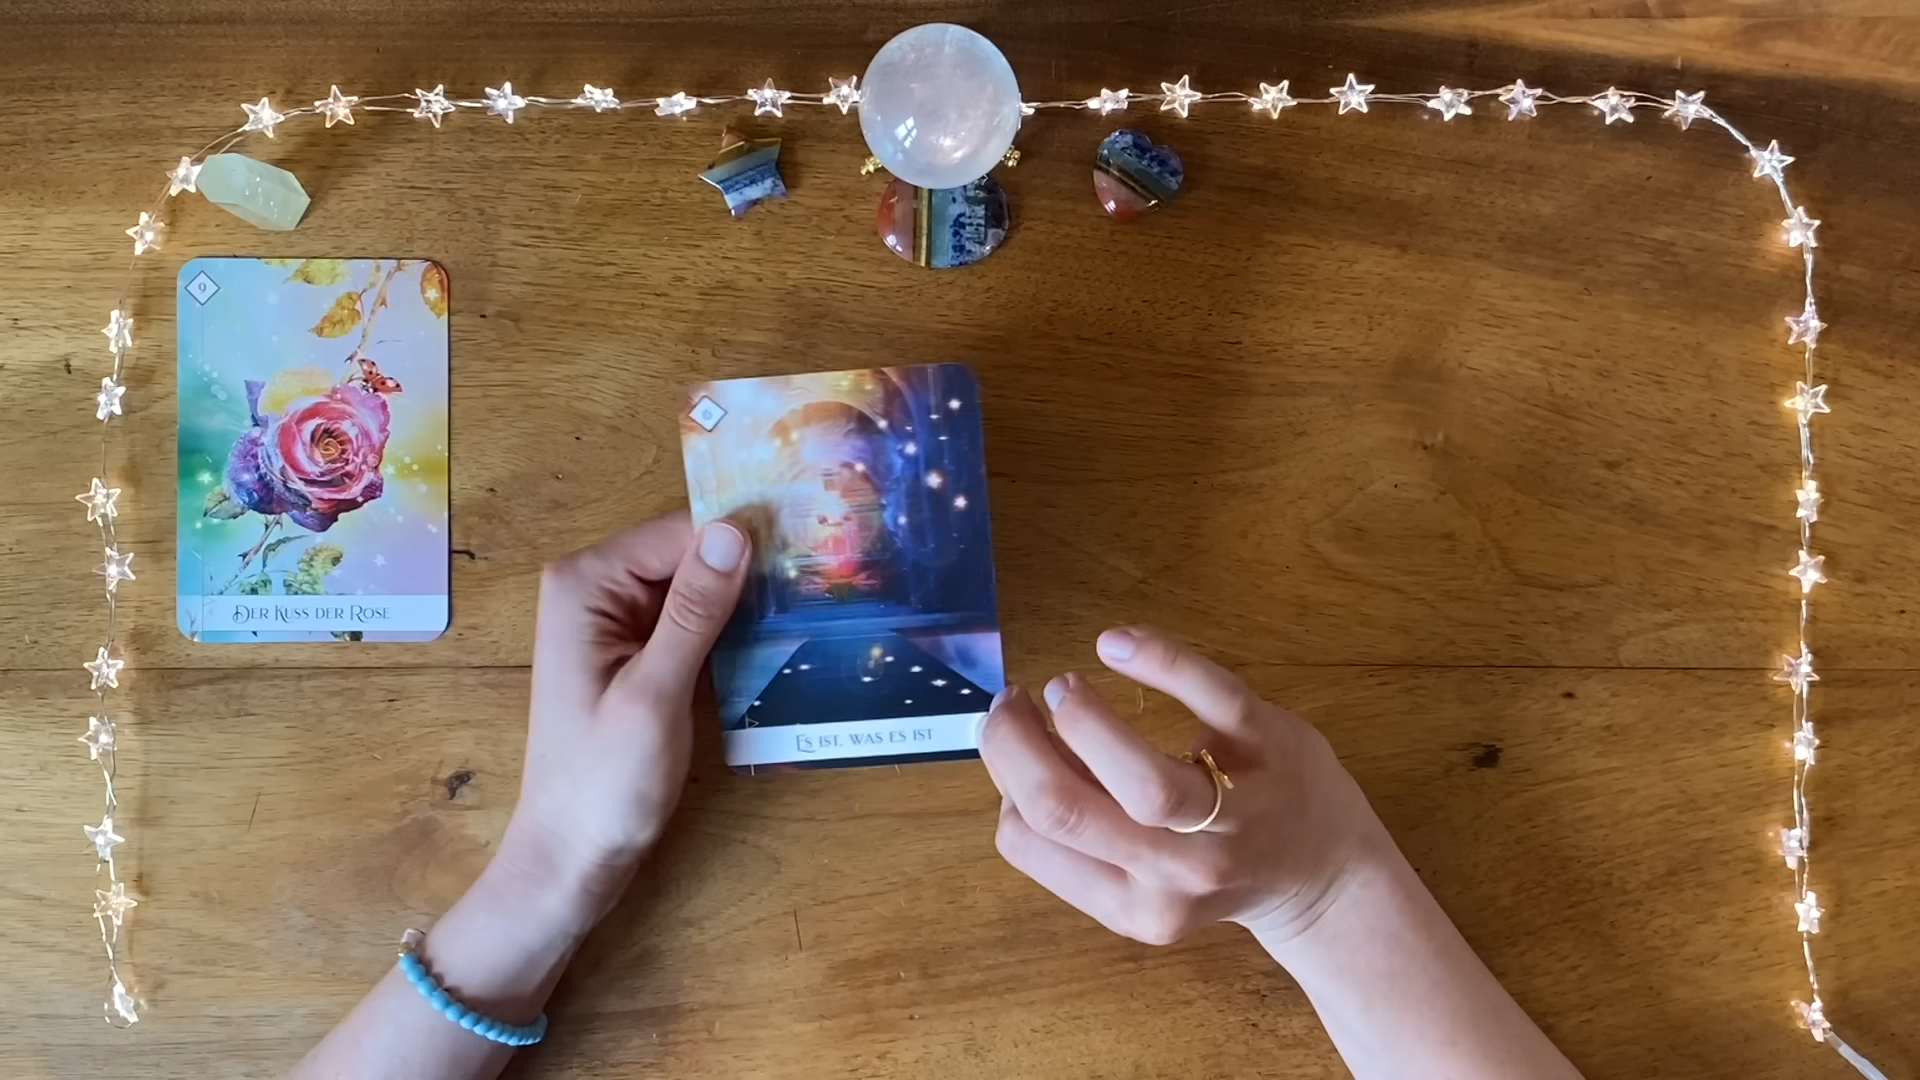 9
DER KUSS DER ROSE
ES IST, WAS ES IST